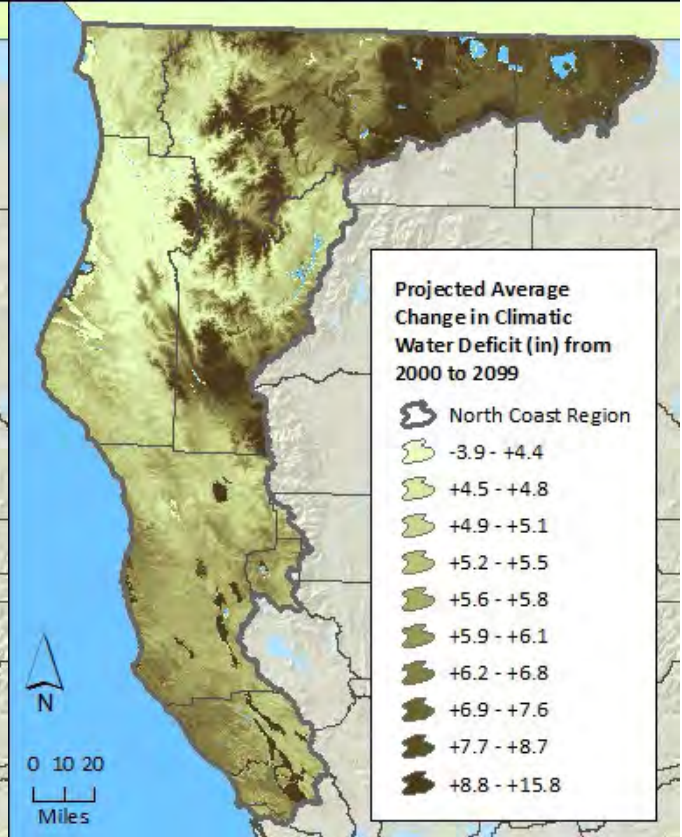 Projected Average
Change in Climatic
Water Deficit (in) from
2000 to 2099
North Coast Region
-3.9 - +4.4
+4.5 - +4.8
+4.9 - +5.1
+5.2 - +5.5
+5.6 - +5.8
+5.9 - +6.1
+6.2 - +6.8
+6.9 - +7.6
+7.7 - +8.7
+8.8 - +15.8
N
0 10 20
Miles